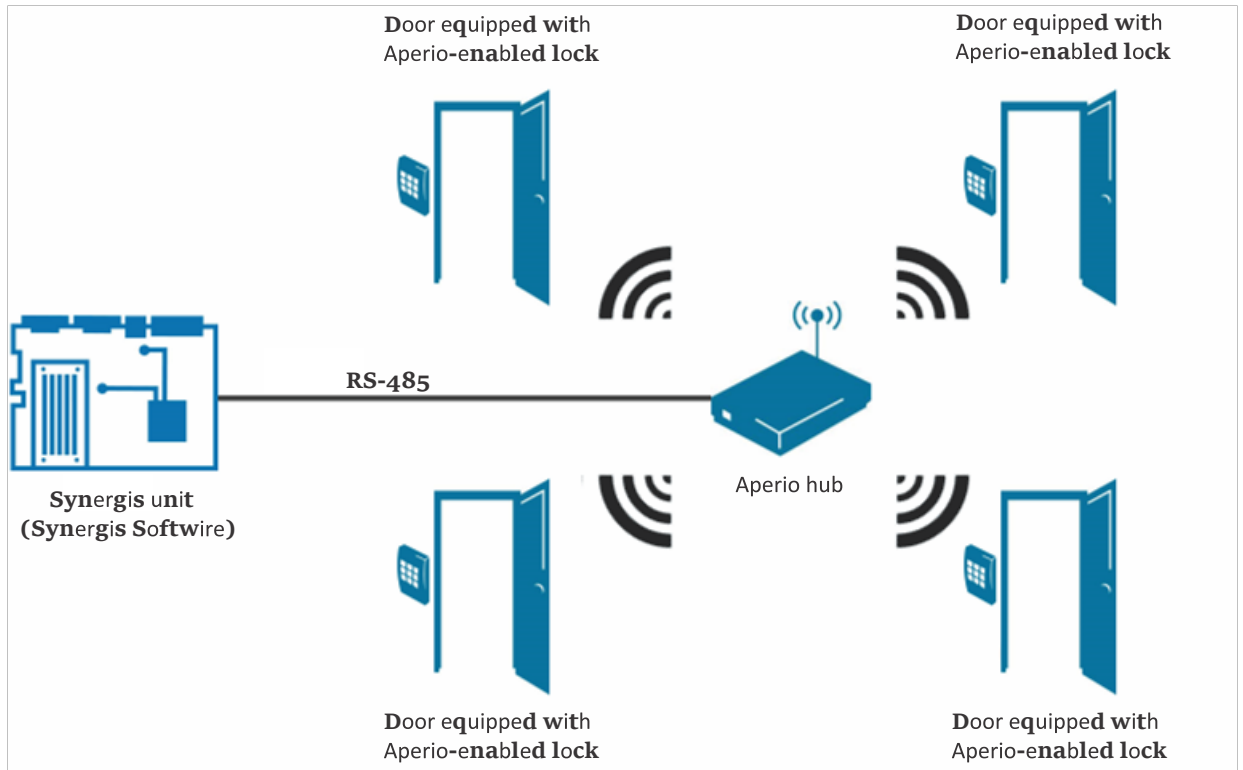 Door equipped with
Aperio-enabled lock
Door equipped with
Aperio-enabled lock
RS-485
Aperio hub
Synergis unit
(Synergis Softwire)
Door equipped with
Aperio-enabled lock
Door equipped with
Aperio-enabled lock